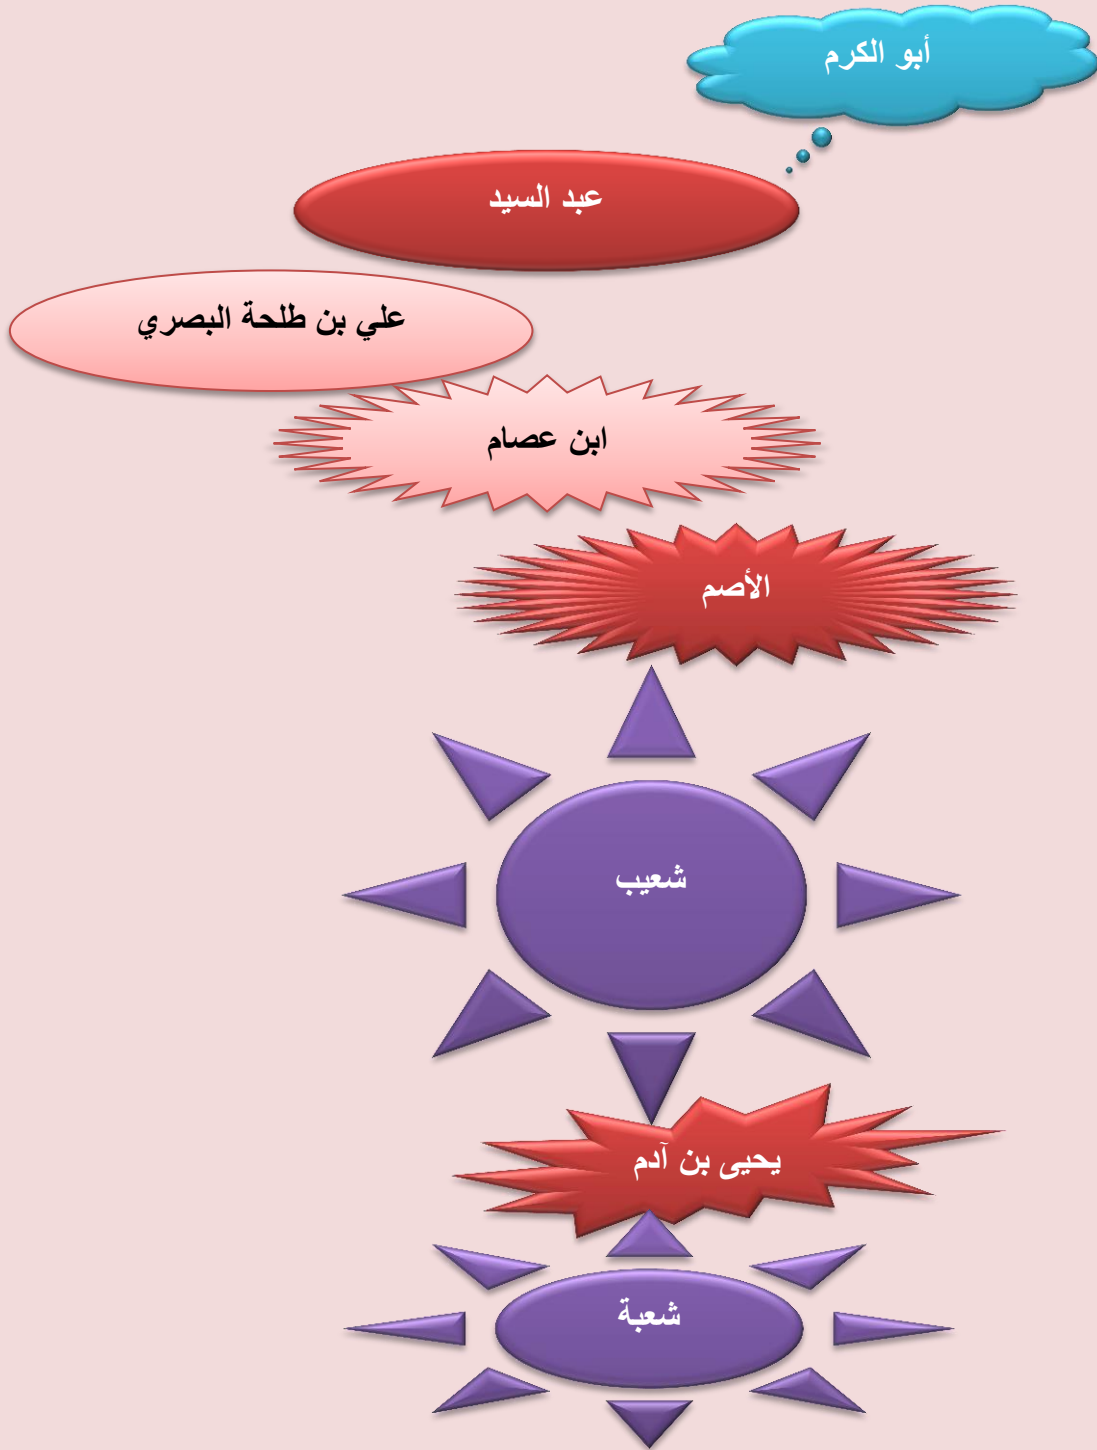 أبو الكرم
عبد السيد
علي بن طلحة البصري
ابن عصام
الأصم
شعيب
يحيى بن آدم
شعبة